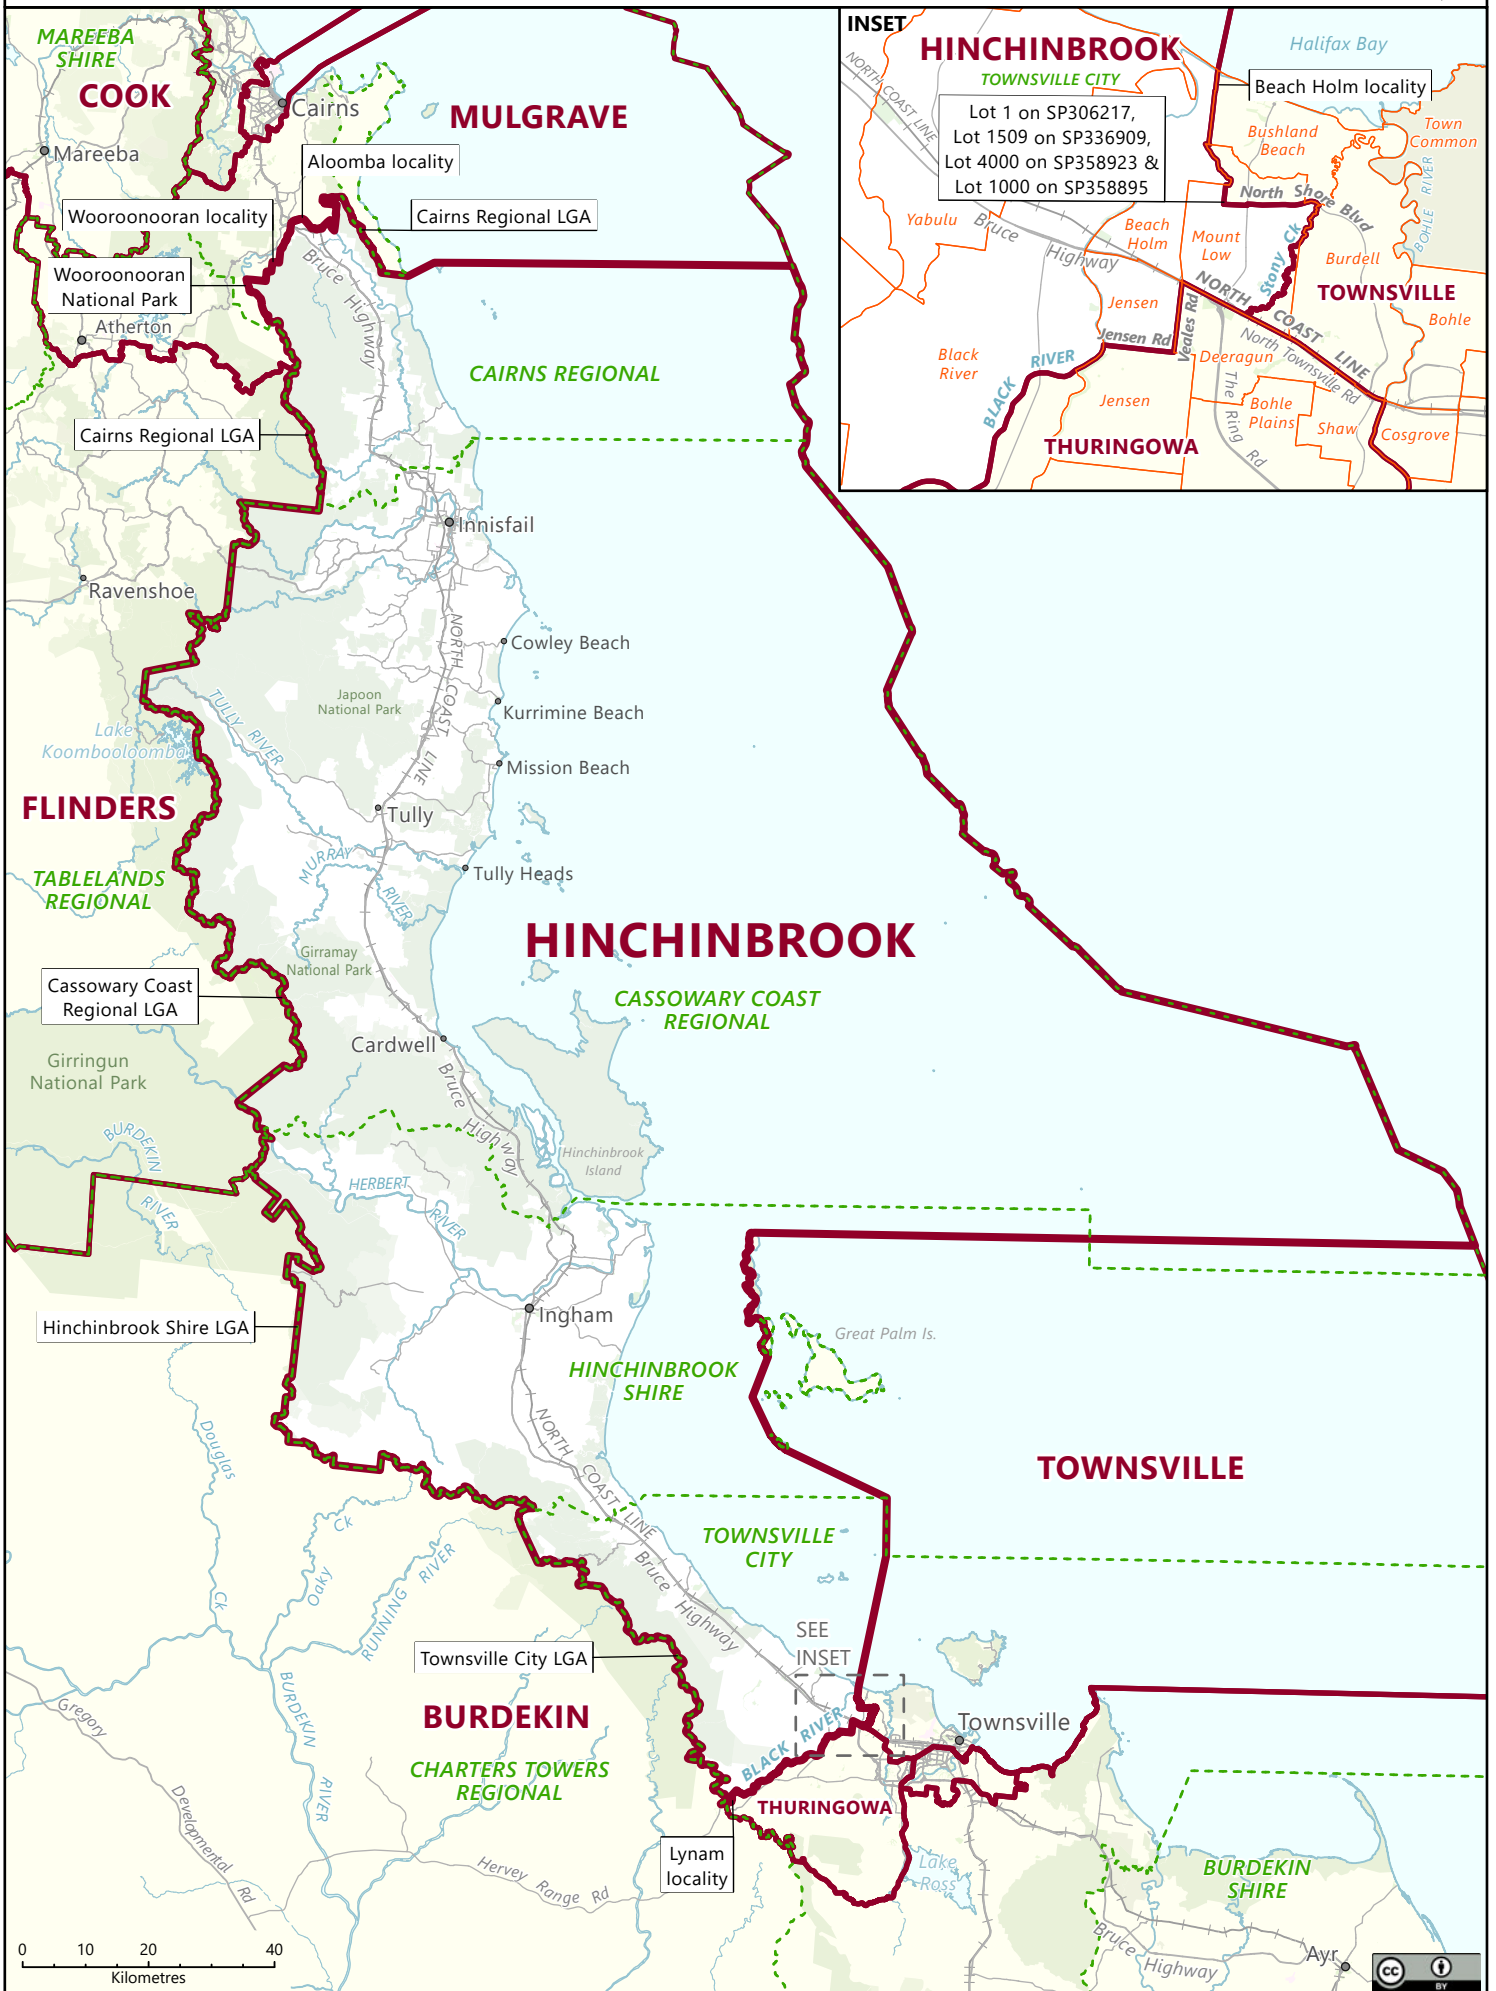 MAREEBA
SHIRE
COOK
Cairns
MULGRAVE
Mareeba
Aloomba locality
Wooroonooran locality
Cairns Regional LGA
Wooroonooran
National Park
Bruce Highway
Atherton
CAIRNS REGIONAL
Cairns Regional LGA
Innisfail
Ravenshoe
NORTH COAST LINE
Cowley Beach
Japoon
National Park
TULLY RIVER
Kurrimine Beach
Lake
Koombooloomba
Mission Beach
FLINDERS
Tully
MURRAY RIVER
Tully Heads
TABLELANDS
REGIONAL
HINCHINBROOK
Girramay
National Park
Cassowary Coast
Regional LGA
CASSOWARY COAST
REGIONAL
Cardwell
Girringun
National Park
Bruce Highway
BURDEKIN RIVER
Hinchinbrook
Island
HERBERT RIVER
Ingham
Hinchinbrook Shire LGA
Great Palm Is.
HINCHINBROOK
SHIRE
NORTH COAST LINE
Douglas Ck
TOWNSVILLE
TOWNSVILLE
CITY
Oaky Ck
RUNNING RIVER
Bruce Highway
SEE
INSET
Townsville City LGA
BURDEKIN RIVER
BURDEKIN
BLACK RIVER
Townsville
Gregory Developmental Rd
CHARTERS TOWERS
REGIONAL
THURINGOWA
Lynam
locality
Hervey Range Rd
Lake
Ross
BURDEKIN
SHIRE
Bruce Highway
Ayr
0 10 20 40
Kilometres
cc
BY
INSET
HINCHINBROOK
TOWNSVILLE CITY
Halifax Bay
NORTH COAST LINE
Beach Holm locality
Lot 1 on SP306217,
Lot 1509 on SP336909,
Lot 4000 on SP358923 &
Lot 1000 on SP358895
Bushland
Beach
Town
Common
North Shore Blvd
BOHLE RIVER
Yabulu
Bruce Highway
Beach
Holm
Mount
Low
Stony Ck
Burdell
TOWNSVILLE
Jensen
NORTH COAST LINE
Bohle
Jensen Rd
Veales Rd
North Townsville Rd
Black
River
BLACK RIVER
Deeragun
The Ring Rd
Jensen
Bohle
Plains
Shaw
Cosgrove
THURINGOWA